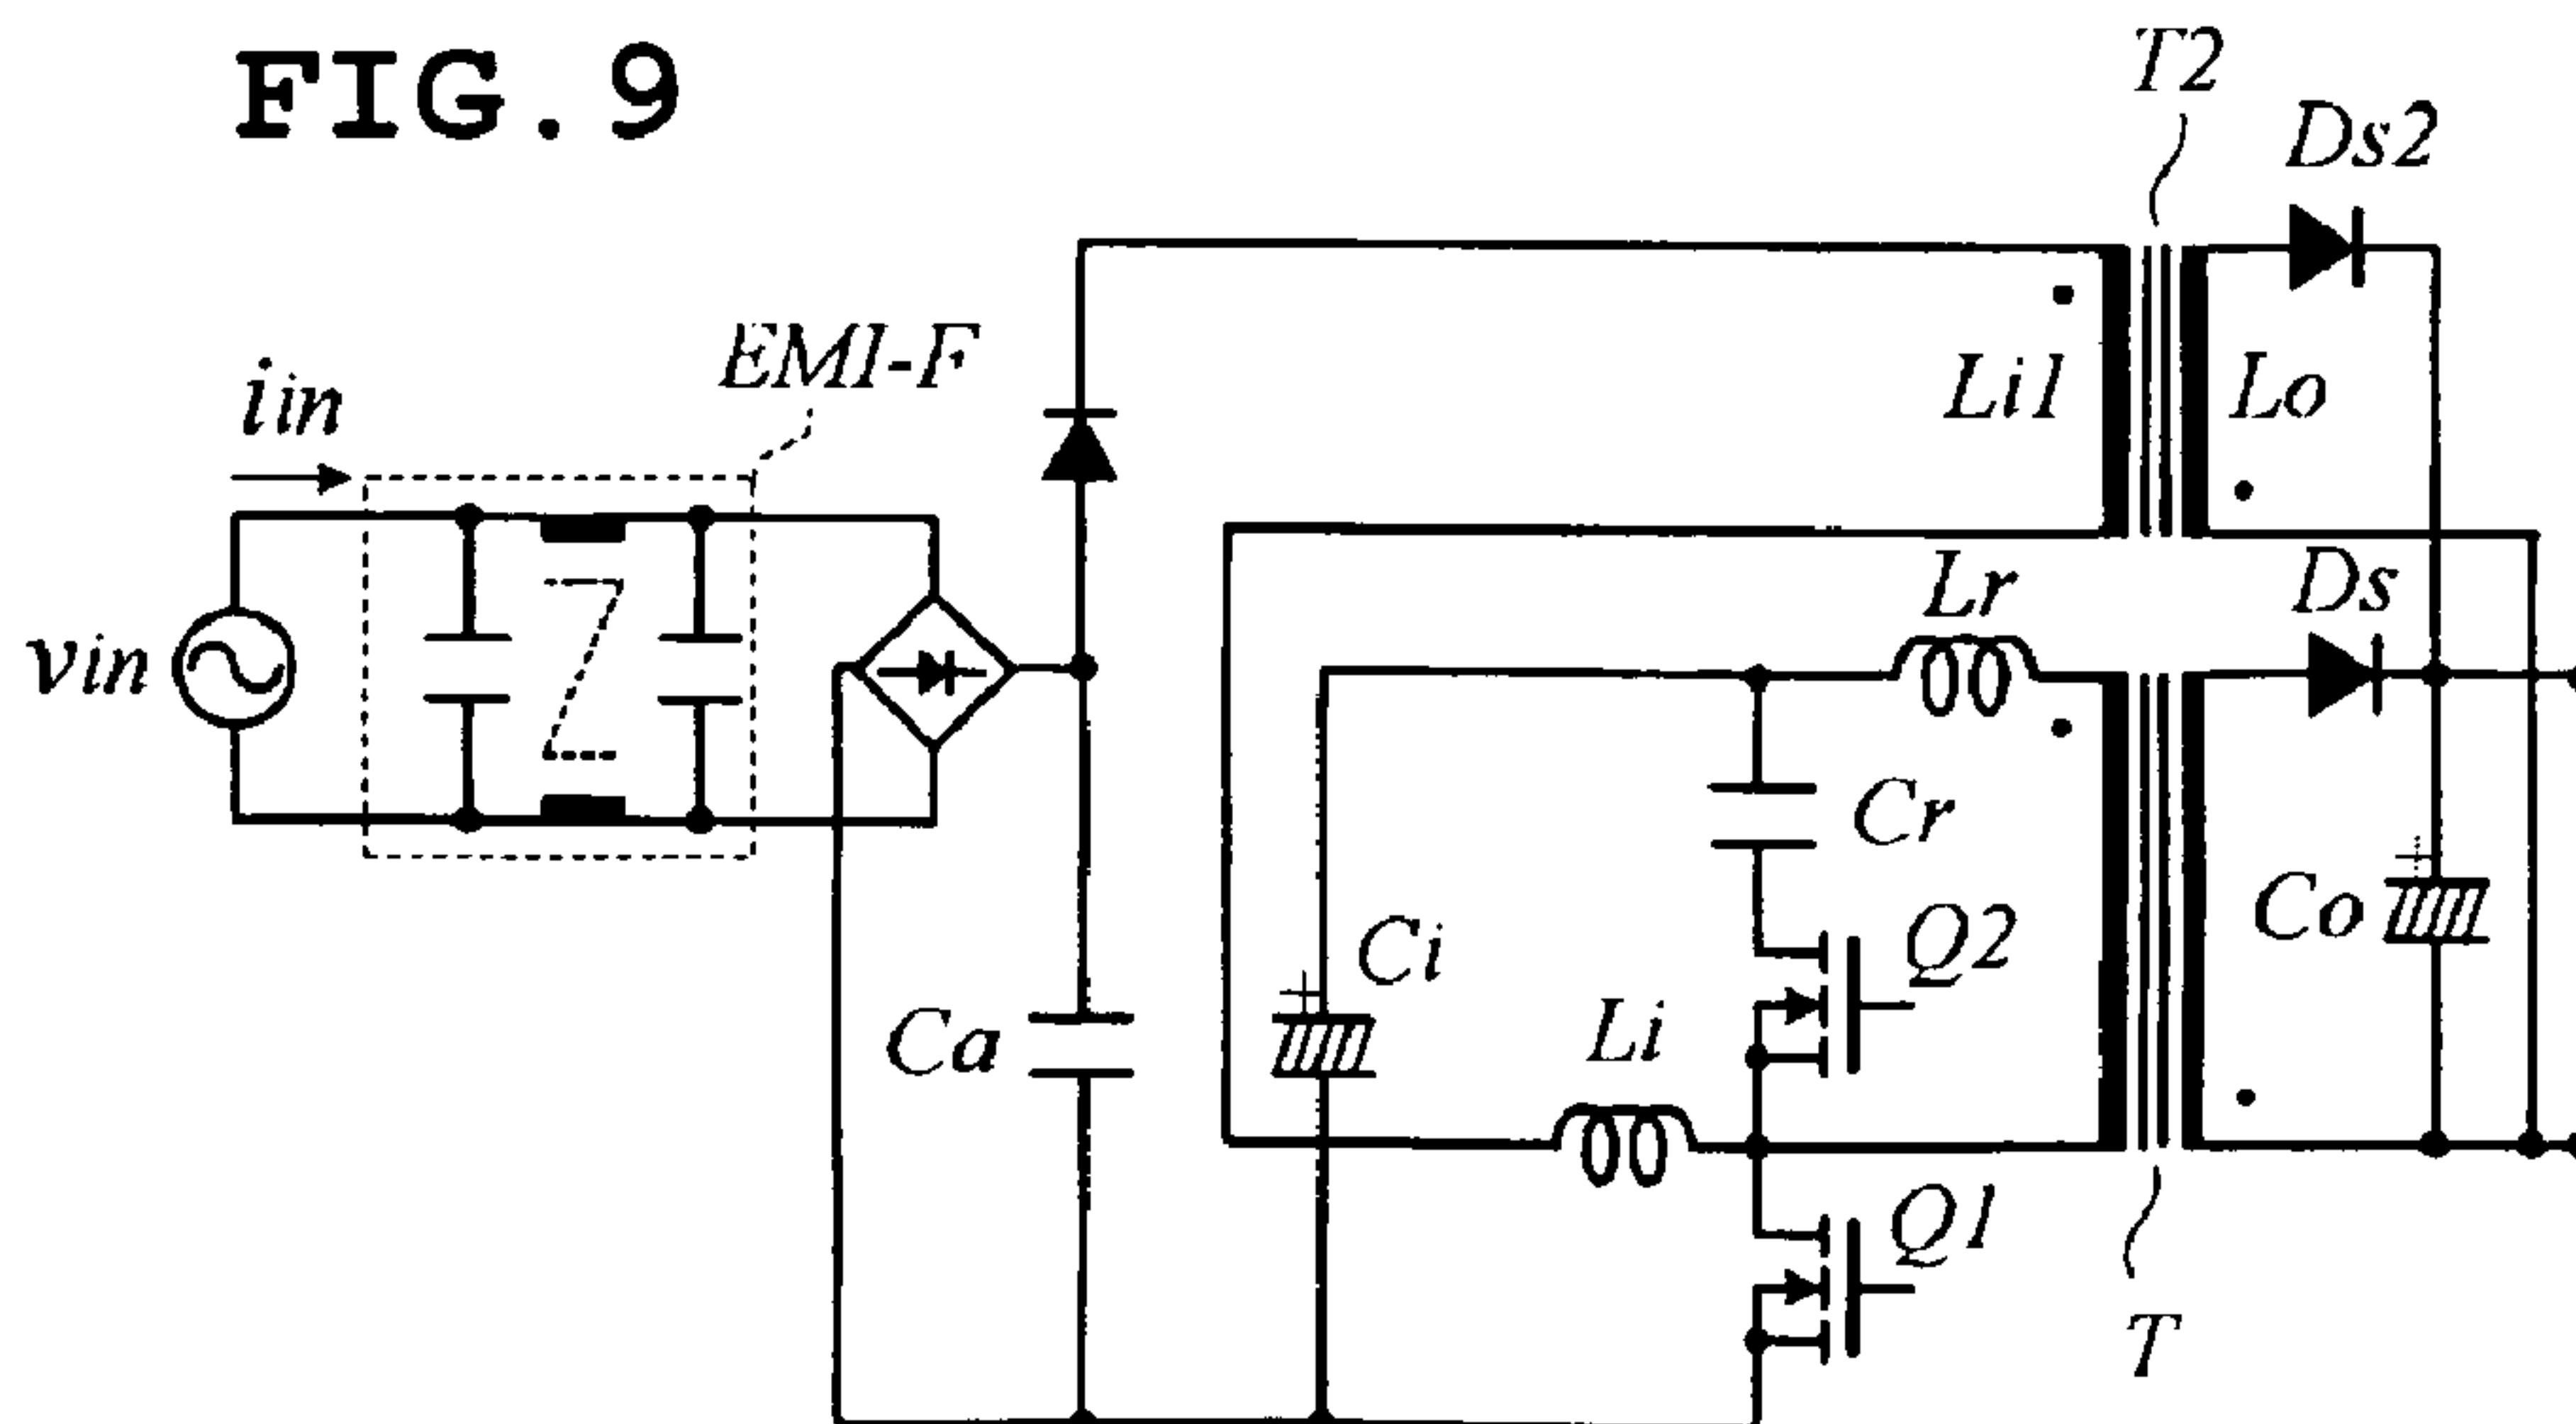 FIG.9
T2
Ds2
EMI-F
iin
Li1
Lo
Lr
Ds
vin
Cr
Co
Q2
Ci
Li
Ca
Q1
T